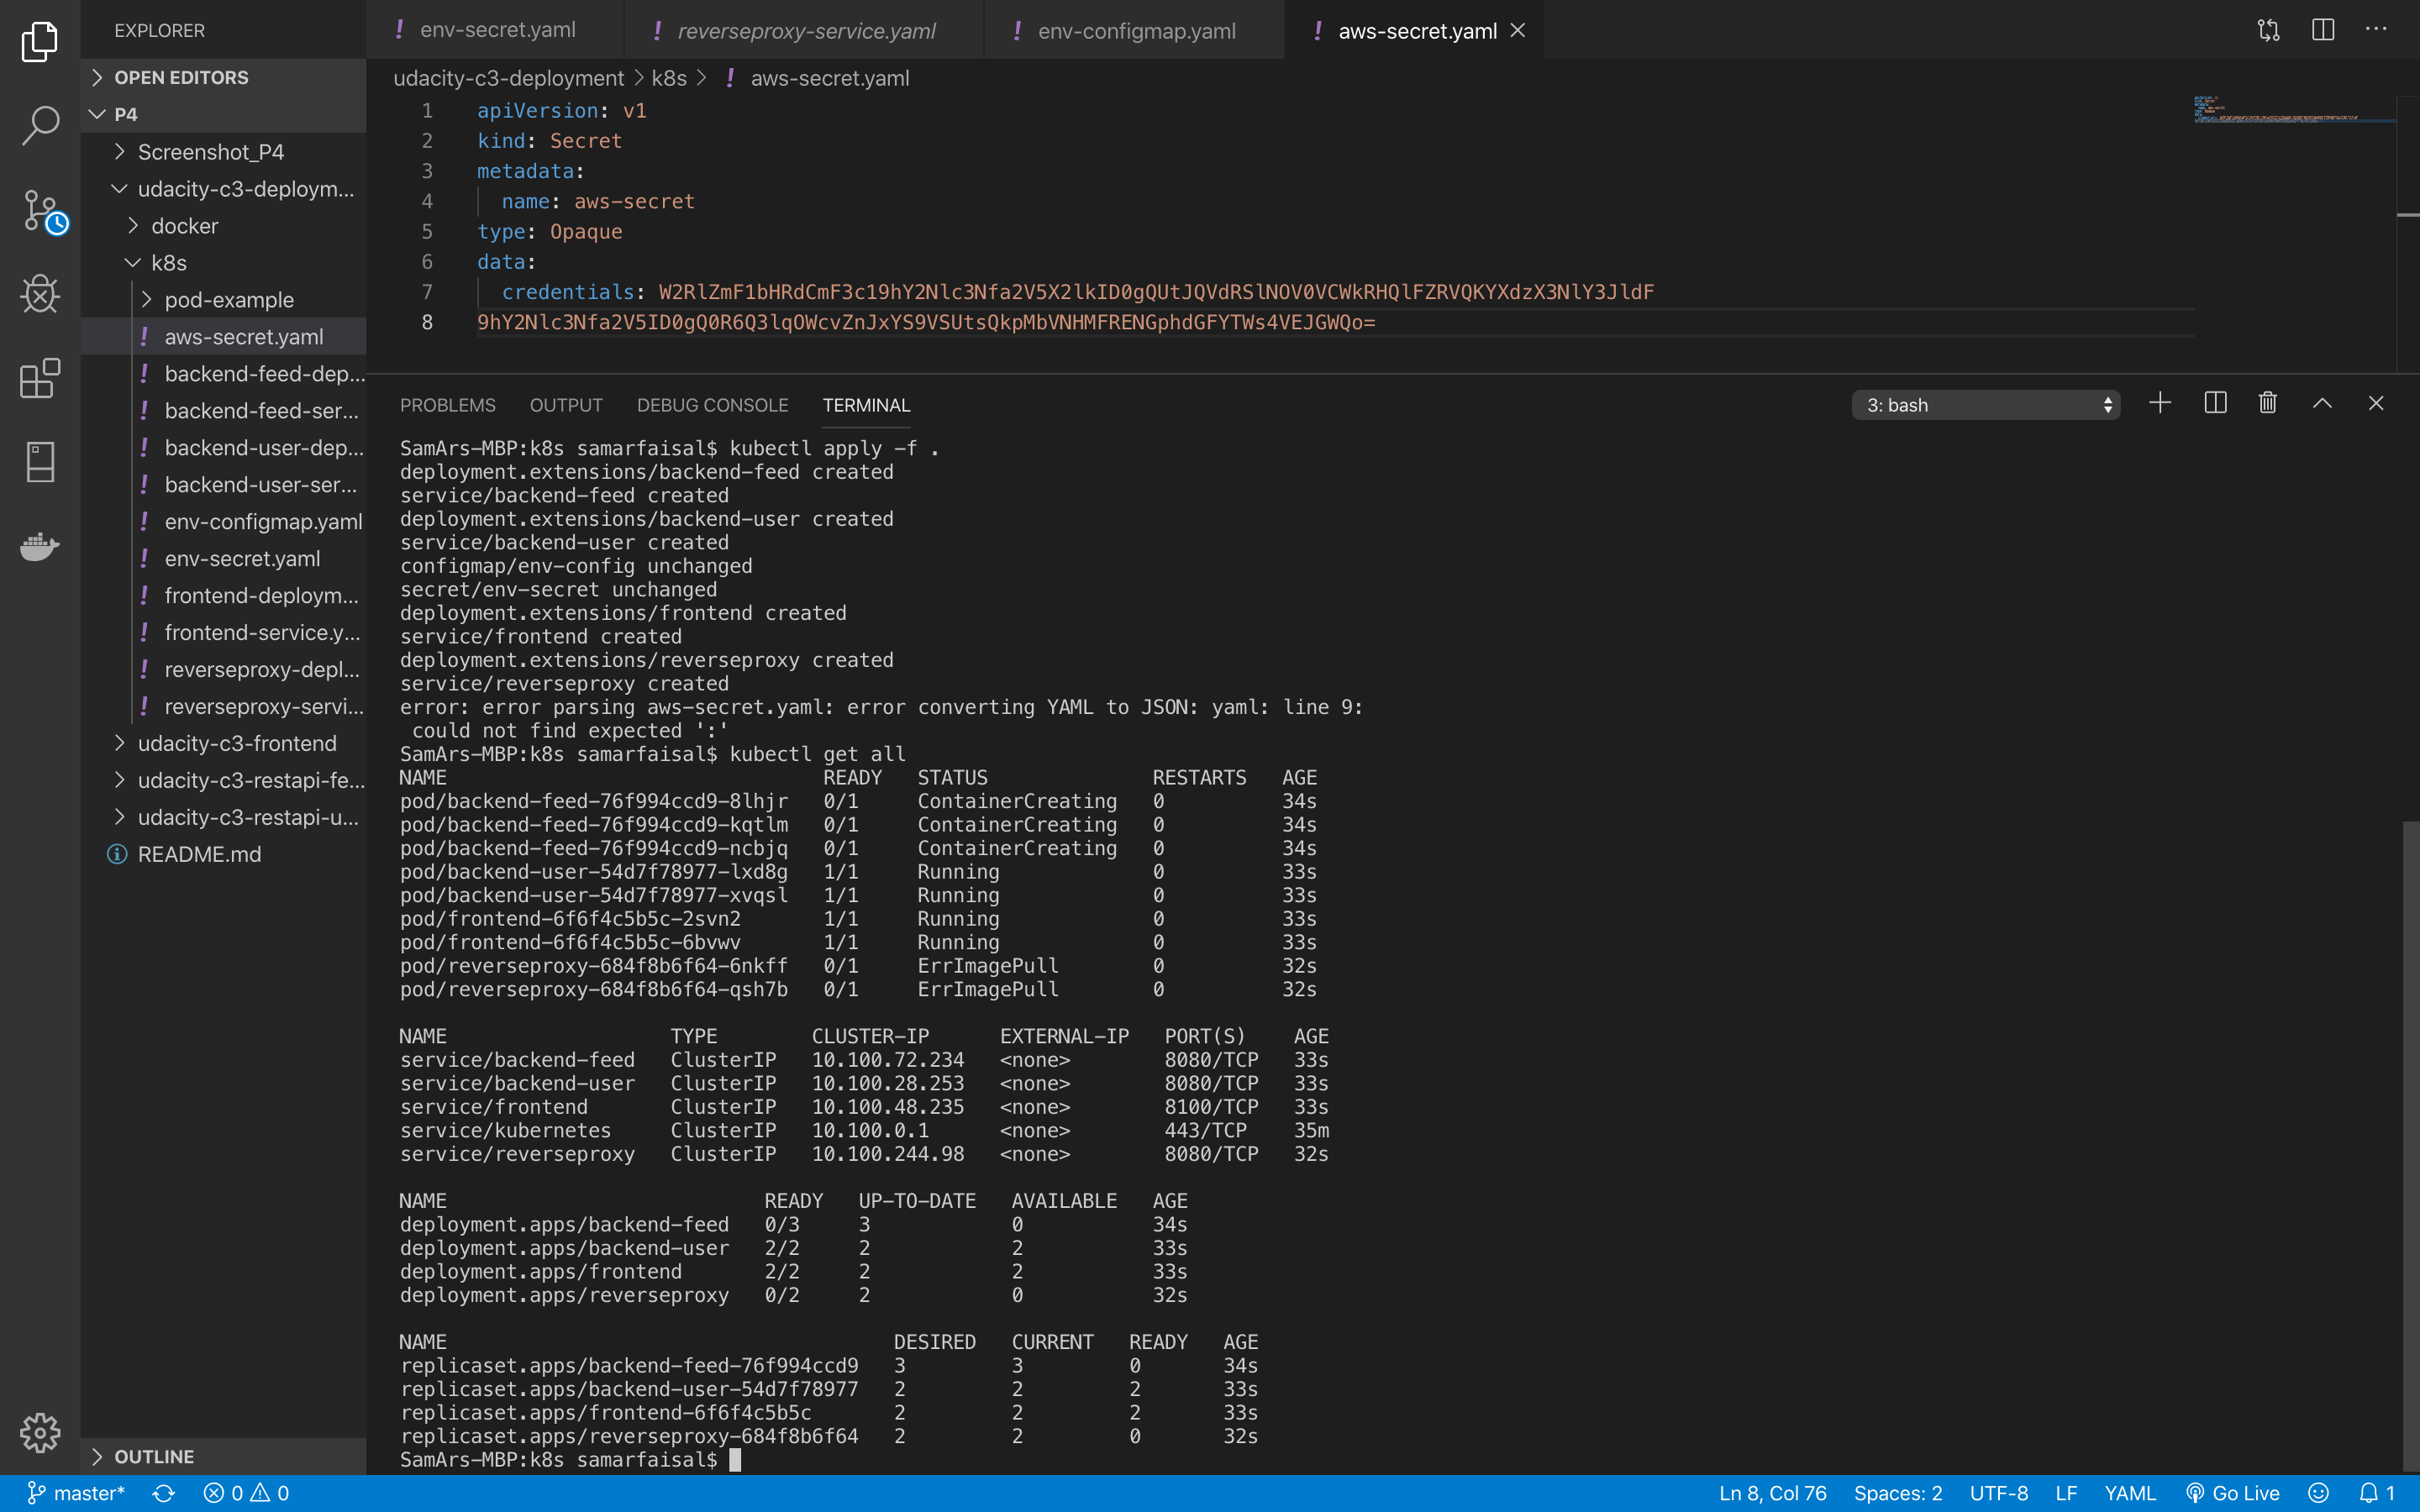 EXPLORER
env-secret.yaml
reverseproxy-service.yaml
env-configmap.yaml
aws-secret.yaml
OPEN EDITORS
P4
Screenshot_P4
udacity-c3-deploym...
docker
k8s
pod-example
aws-secret.yaml
backend-feed-dep...
backend-feed-ser...
backend-user-dep...
backend-user-ser...
env-configmap.yaml
env-secret.yaml
frontend-deploym...
frontend-service.y...
reverseproxy-depl...
reverseproxy-servi...
udacity-c3-frontend
udacity-c3-restapi-fe...
udacity-c3-restapi-u...
README.md
OUTLINE
udacity-c3-deployment > k8s > ! aws-secret.yaml
1 apiVersion: v1
2 kind: Secret
3 metadata:
4 name: aws-secret
5 type: Opaque
6 data:
7 credentials:
8
PROBLEMS OUTPUT DEBUG CONSOLE TERMINAL
3: bash
SamArs-MBP:k8s samarfaisal$ kubectl apply -f .
deployment.extensions/backend-feed created
service/backend-feed created
deployment.extensions/backend-user created
service/backend-user created
configmap/env-config unchanged
secret/env-secret unchanged
deployment.extensions/frontend created
service/frontend created
deployment.extensions/reverseproxy created
service/reverseproxy created
error: error parsing aws-secret.yaml: error converting YAML to JSON: yaml: line 9:
could not find expected ':'
SamArs-MBP:k8s samarfaisal$ kubectl get all
NAME READY STATUS RESTARTS AGE
pod/backend-feed-76f994ccd9-8lhjr 0/1 ContainerCreating 0 34s
pod/backend-feed-76f994ccd9-kqtlm 0/1 ContainerCreating 0 34s
pod/backend-feed-76f994ccd9-ncbjq 0/1 ContainerCreating 0 34s
pod/backend-user-54d7f78977-lxd8g 1/1 Running 0 33s
pod/backend-user-54d7f78977-xvqsl 1/1 Running 0 33s
pod/frontend-6f6f4c5b5c-2svn2 1/1 Running 0 33s
pod/frontend-6f6f4c5b5c-6bvwv 1/1 Running 0 33s
pod/reverseproxy-684f8b6f64-6nkff 0/1 ErrImagePull 0 32s
pod/reverseproxy-684f8b6f64-qsh7b 0/1 ErrImagePull 0 32s
NAME TYPE CLUSTER-IP EXTERNAL-IP PORT(S) AGE
service/backend-feed ClusterIP 10.100.72.234 <none> 8080/TCP 33s
service/backend-user ClusterIP 10.100.28.253 <none> 8080/TCP 33s
service/frontend ClusterIP 10.100.48.235 <none> 8100/TCP 33s
service/kubernetes ClusterIP 10.100.0.1 <none> 443/TCP 35m
service/reverseproxy ClusterIP 10.100.244.98 <none> 8080/TCP 32s
NAME READY UP-TO-DATE AVAILABLE AGE
deployment.apps/backend-feed 0/3 3 0 34s
deployment.apps/backend-user 2/2 2 2 33s
deployment.apps/frontend 2/2 2 2 33s
deployment.apps/reverseproxy 0/2 2 0 32s
NAME DESIRED CURRENT READY AGE
replicaset.apps/backend-feed-76f994ccd9 3 3 0 34s
replicaset.apps/backend-user-54d7f78977 2 2 2 33s
replicaset.apps/frontend-6f6f4c5b5c 2 2 2 33s
replicaset.apps/reverseproxy-684f8b6f64 2 2 0 32s
SamArs-MBP:k8s samarfaisal$
master* 0 0 Ln 8, Col 76 Spaces: 2 UTF-8 LF YAML Go Live 1